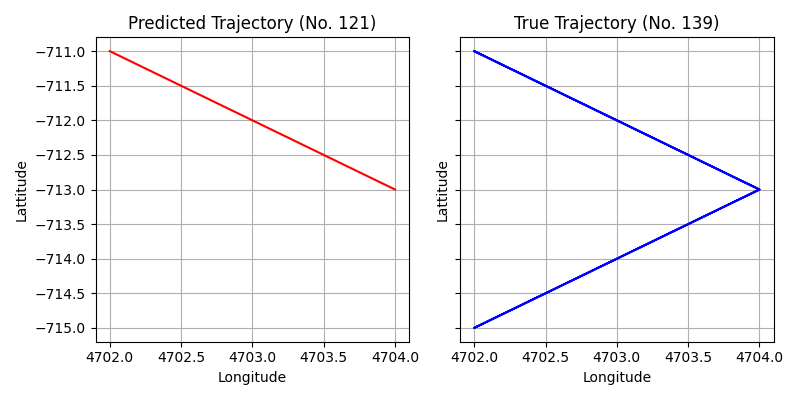 Predicted Trajectory (No. 121)
True Trajectory (No. 139)
−711.0
−711.5
−712.0
−712.5
−713.0
−713.5
−714.0
−714.5
−715.0
Lattitude
Lattitude
4702.0 4702.5 4703.0 4703.5 4704.0
4702.0 4702.5 4703.0 4703.5 4704.0
Longitude
Longitude